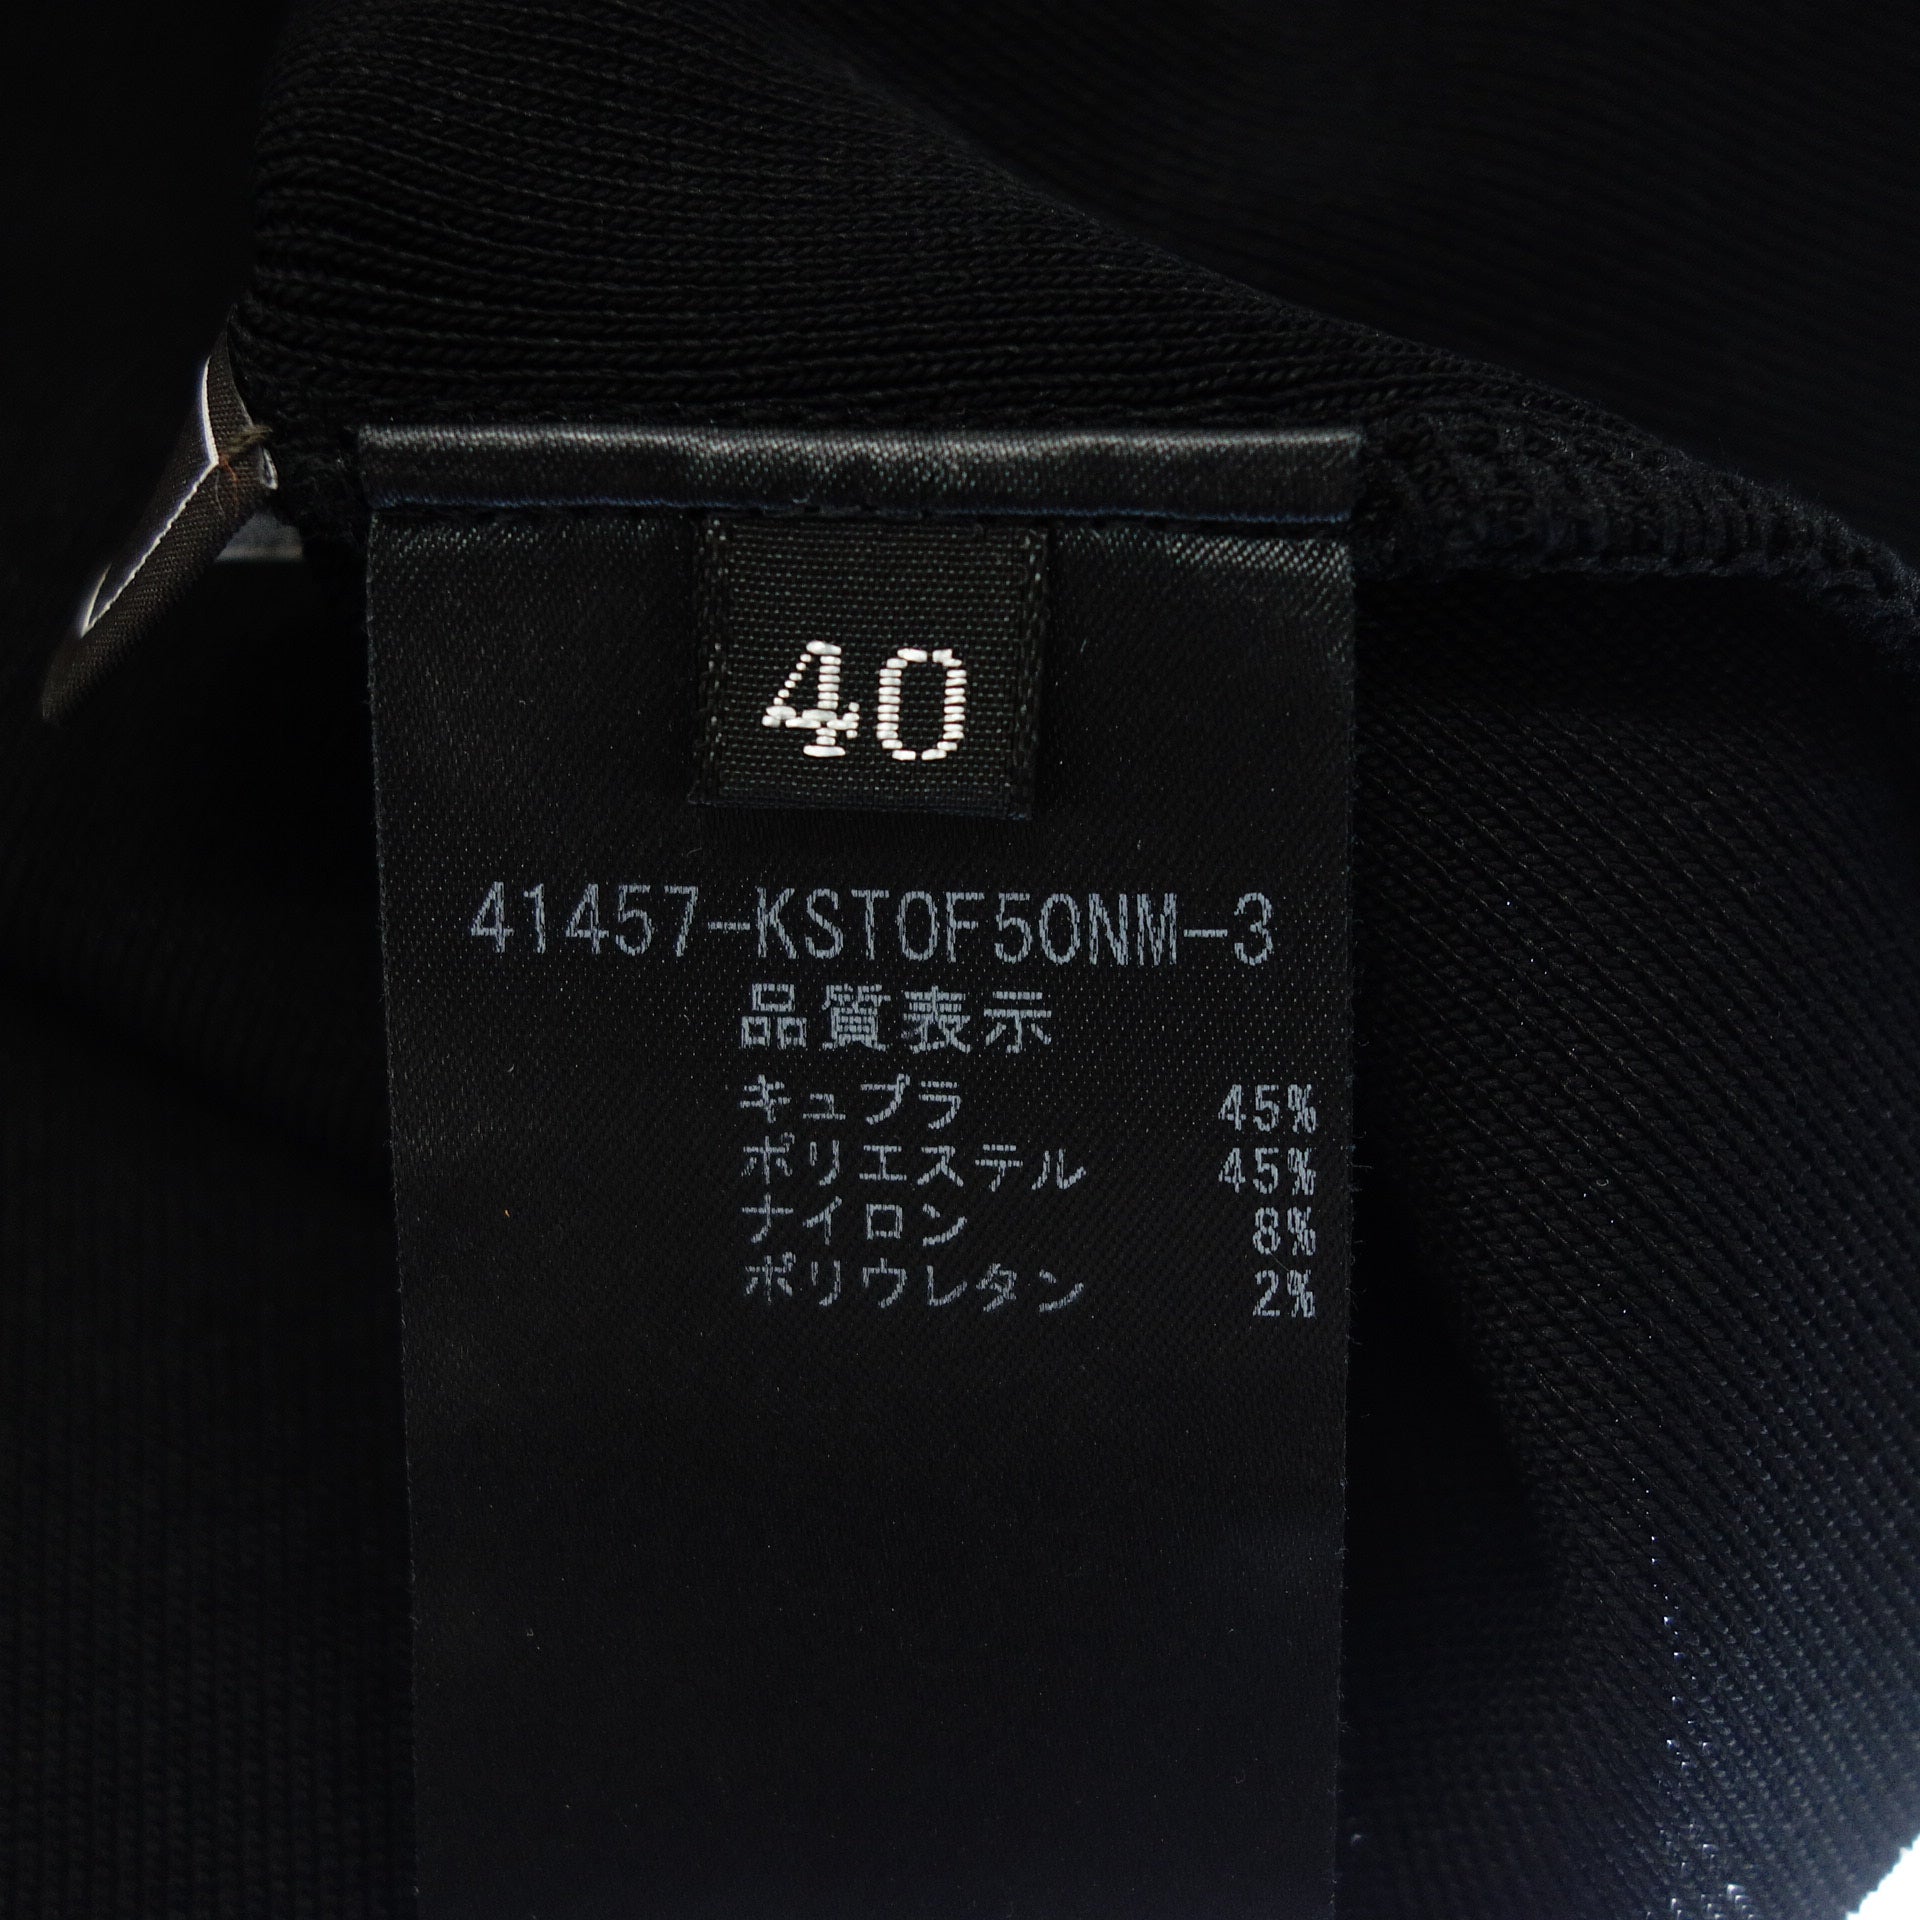 40
41457-KST0F50NM-3
品質表示
キュプラ 45%
ポリエステル 45%
ナイロン 8%
ポリウレタン 2%